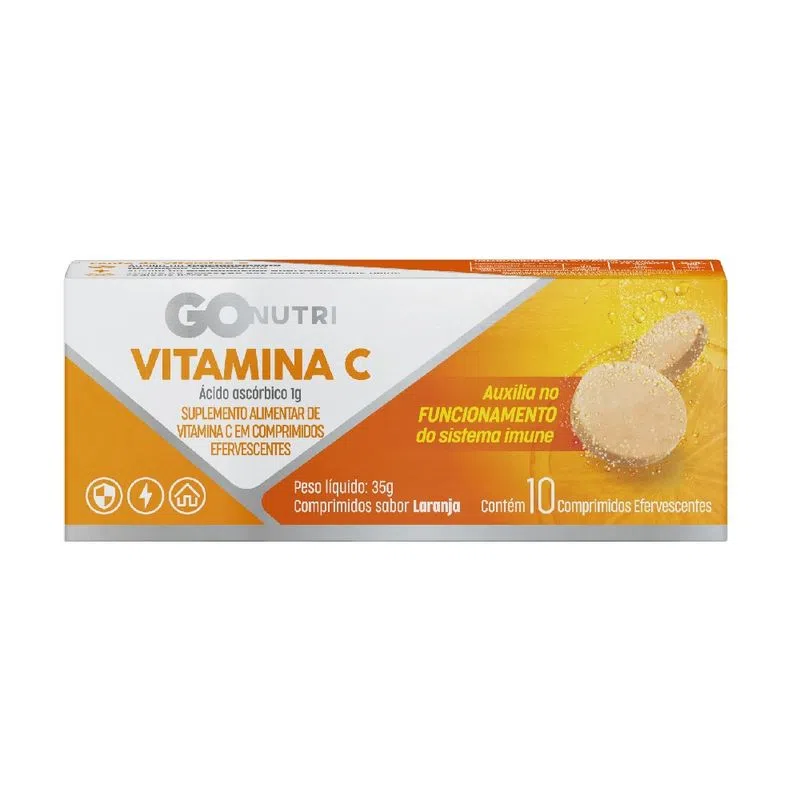 GO NUTRI
VITAMINA C
Ácido ascórbico 1g
SUPLEMENTO ALIMENTAR DE
VITAMINA C EM COMPRIMIDOS
EFERVESCENTES
Auxilia no
FUNCIONAMENTO
do sistema imune
Peso líquido: 35g
Comprimidos sabor Laranja
Contém 10 Comprimidos Efervescentes